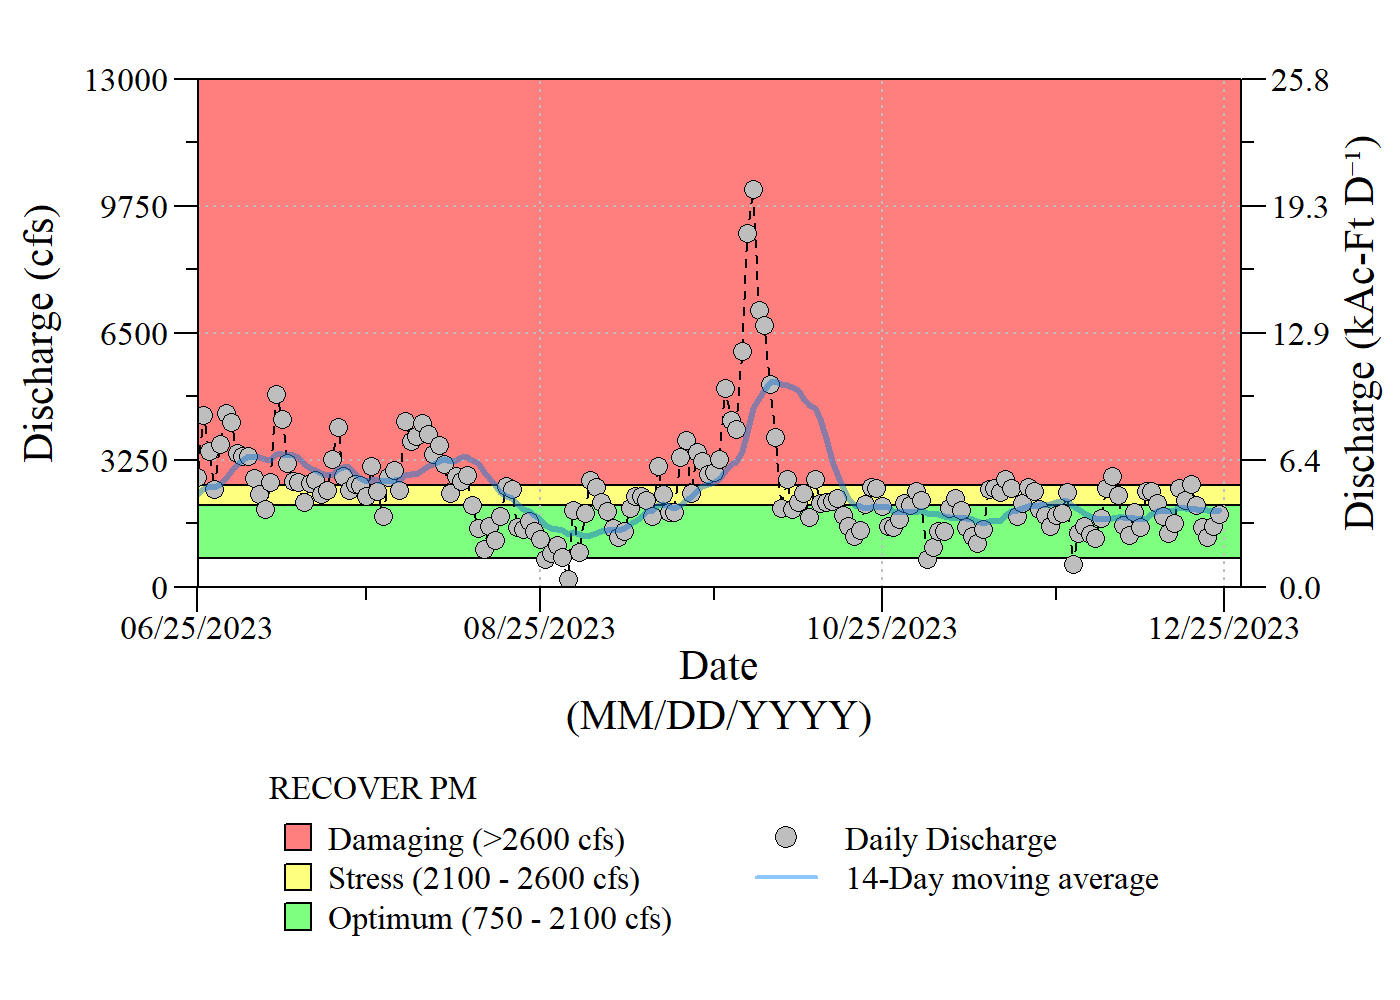 13000
9750
6500
3250
0
Discharge (cfs)
25.8
19.3
12.9
6.4
0.0
Discharge (kAc-Ft D⁻¹)
06/25/2023 08/25/2023 10/25/2023 12/25/2023
Date
(MM/DD/YYYY)
RECOVER PM
Damaging (>2600 cfs)
Stress (2100 - 2600 cfs)
Optimum (750 - 2100 cfs)
Daily Discharge
14-Day moving average